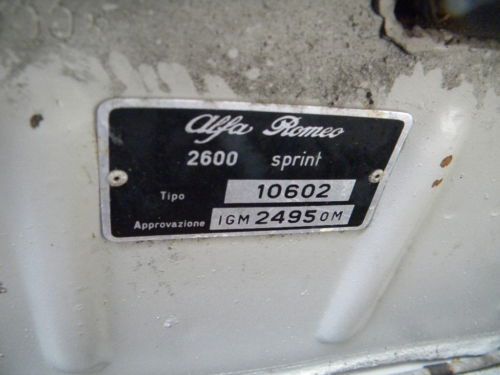 Alfa Romeo
2600 sprint
Tipo 10602
Approvazione IGM 2495 OM